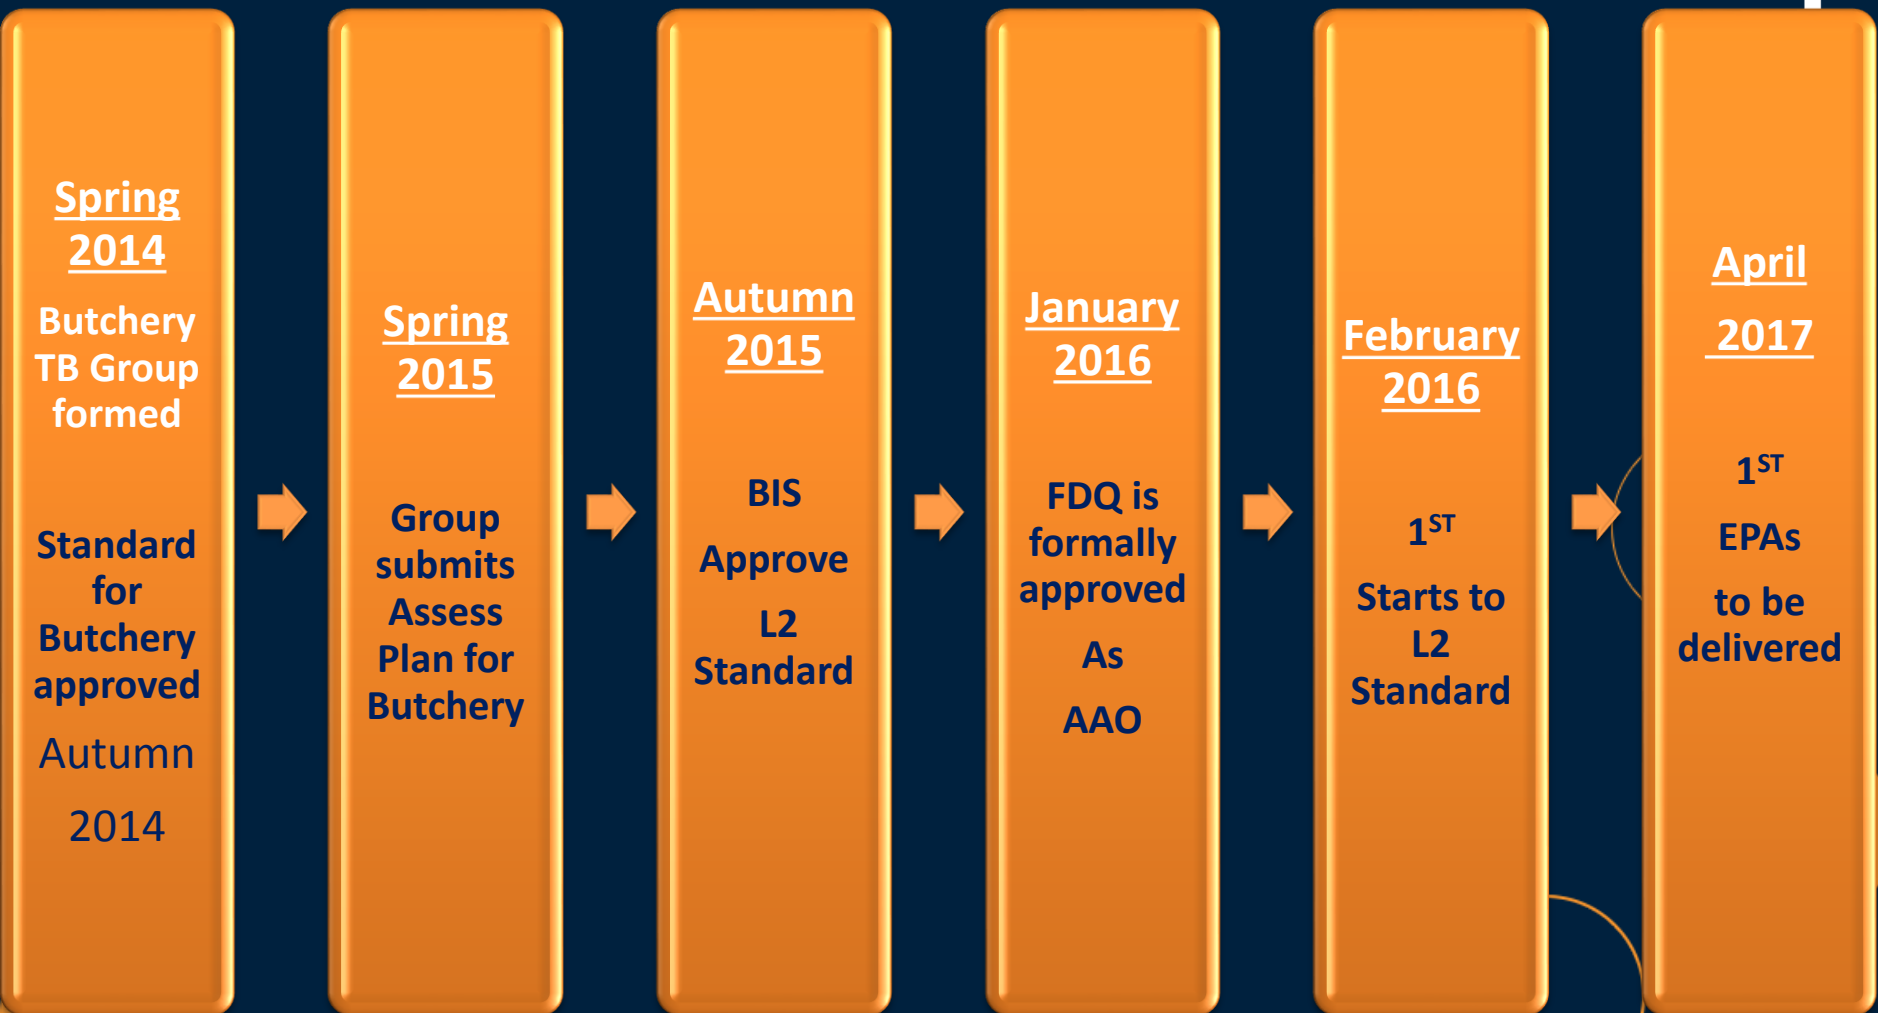 Spring
2014
Butchery
TB Group
formed
Standard
for
Butchery
approved
Autumn
2014
Spring
2015
Group
submits
Assess
Plan for
Butchery
Autumn
2015
BIS
Approve
L2
Standard
January
2016
FDQ is
formally
approved
As
AAO
February
2016
1ST
Starts to
L2
Standard
April
2017
1ST
EPAs
to be
delivered